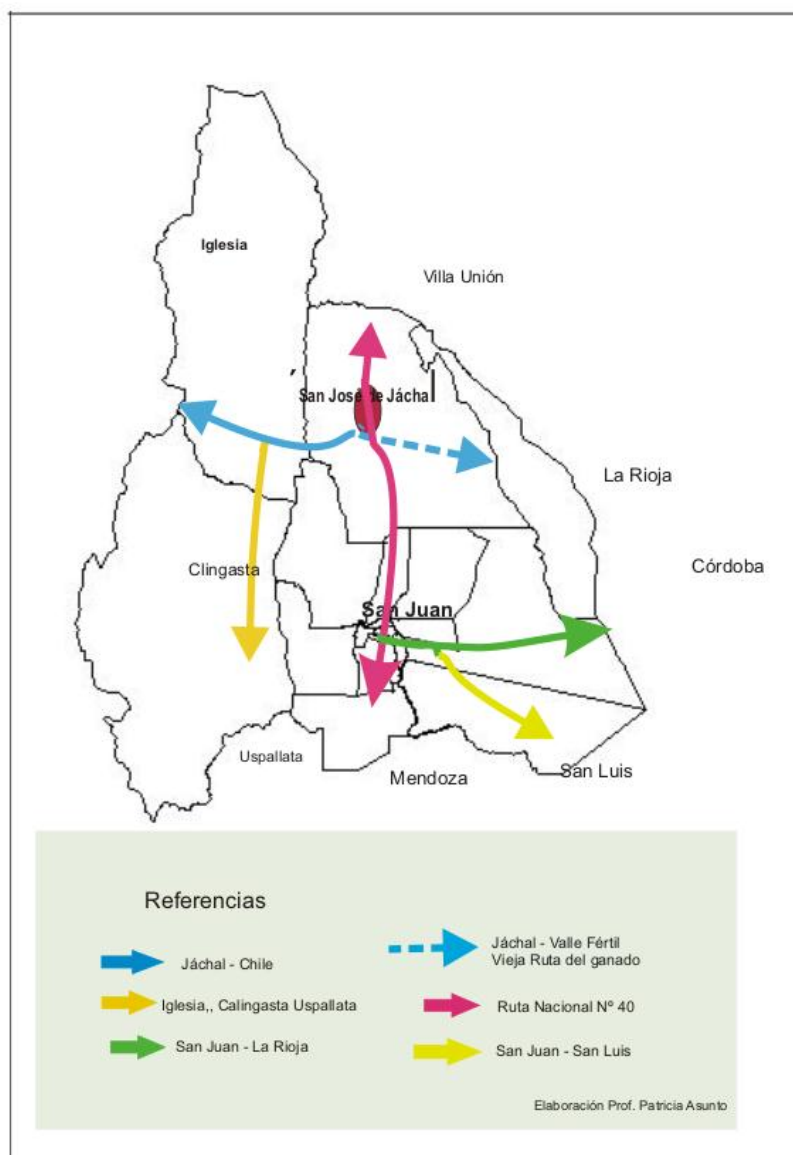 Iglesia
Villa Unión
San José de Jáchal
La Rioja
Córdoba
Clingasta
San Juan
Uspallata
Mendoza
San Luis
Referencias
Jáchal - Chile
Jáchal - Valle Fértil
Vieja Ruta del ganado
Iglesia,, Calingasta Uspallata
Ruta Nacional Nº 40
San Juan - La Rioja
San Juan - San Luis
Elaboración Prof. Patricia Asunto